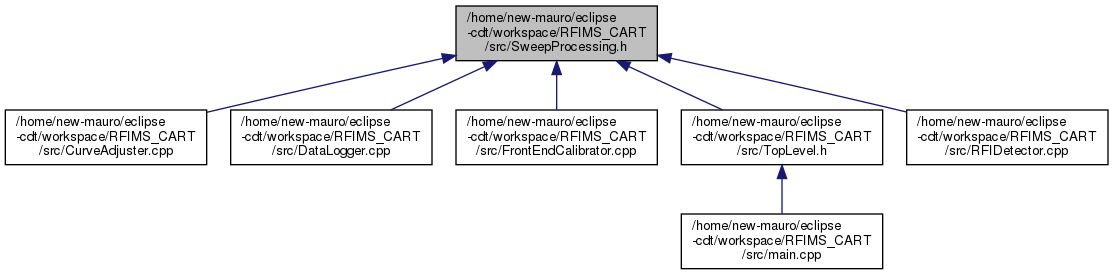 /home/new-mauro/eclipse
-cdt/workspace/RFIMS_CART
/src/SweepProcessing.h
/home/new-mauro/eclipse
-cdt/workspace/RFIMS_CART
/src/CurveAdjuster.cpp
/home/new-mauro/eclipse
-cdt/workspace/RFIMS_CART
/src/DataLogger.cpp
/home/new-mauro/eclipse
-cdt/workspace/RFIMS_CART
/src/FrontEndCalibrator.cpp
/home/new-mauro/eclipse
-cdt/workspace/RFIMS_CART
/src/TopLevel.h
/home/new-mauro/eclipse
-cdt/workspace/RFIMS_CART
/src/RFIDetector.cpp
/home/new-mauro/eclipse
-cdt/workspace/RFIMS_CART
/src/main.cpp